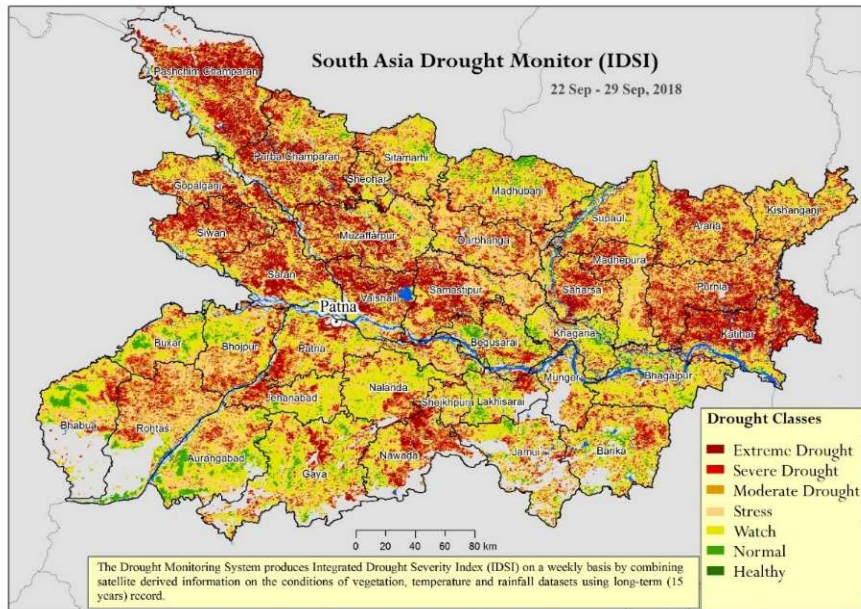 South Asia Drought Monitor (IDSI)
22 Sep - 29 Sep, 2018
Pashchim Champaran
Purba Champaran
Sitamarhi
Sheohar
Gopalganj
Madhubani
Supaul
Araria
Kishanganj
Siwan
Muzaffarpur
Darbhanga
Madhepura
Saran
Vaishali
Samastipur
Saharsa
Purnia
Patna
Katihar
Khagaria
Buxar
Bhojpur
Patna
Begusarai
Munger
Bhagalpur
Nalanda
Jehanabad
Sheikhpura
Lakhisarai
Bhabua
Rohtas
Aurangabad
Gaya
Nawada
Jamui
Banka
Drought Classes
Extreme Drought
Severe Drought
Moderate Drought
Stress
Watch
Normal
Healthy
0 20 40 80 km
The Drought Monitoring System produces Integrated Drought Severity Index (IDSI) on a weekly basis by combining
satellite derived information on the conditions of vegetation, temperature and rainfall datasets using long-term (15
years) record.